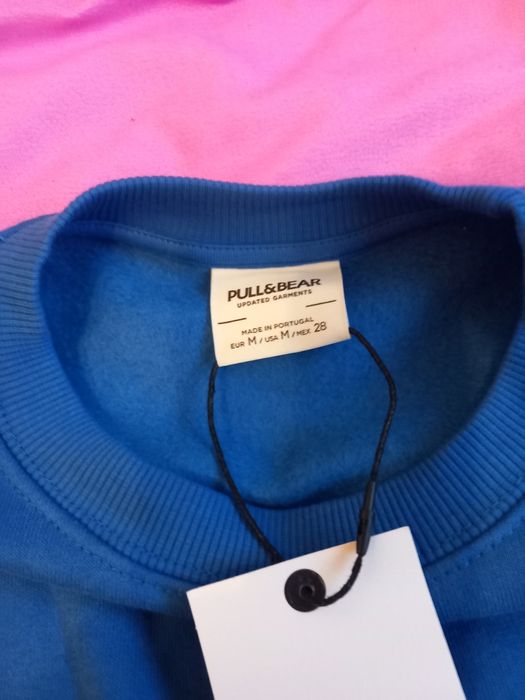 PULL&BEAR
UPDATED GARMENTS
MADE IN PORTUGAL
EUR M / USA M / MEX 28